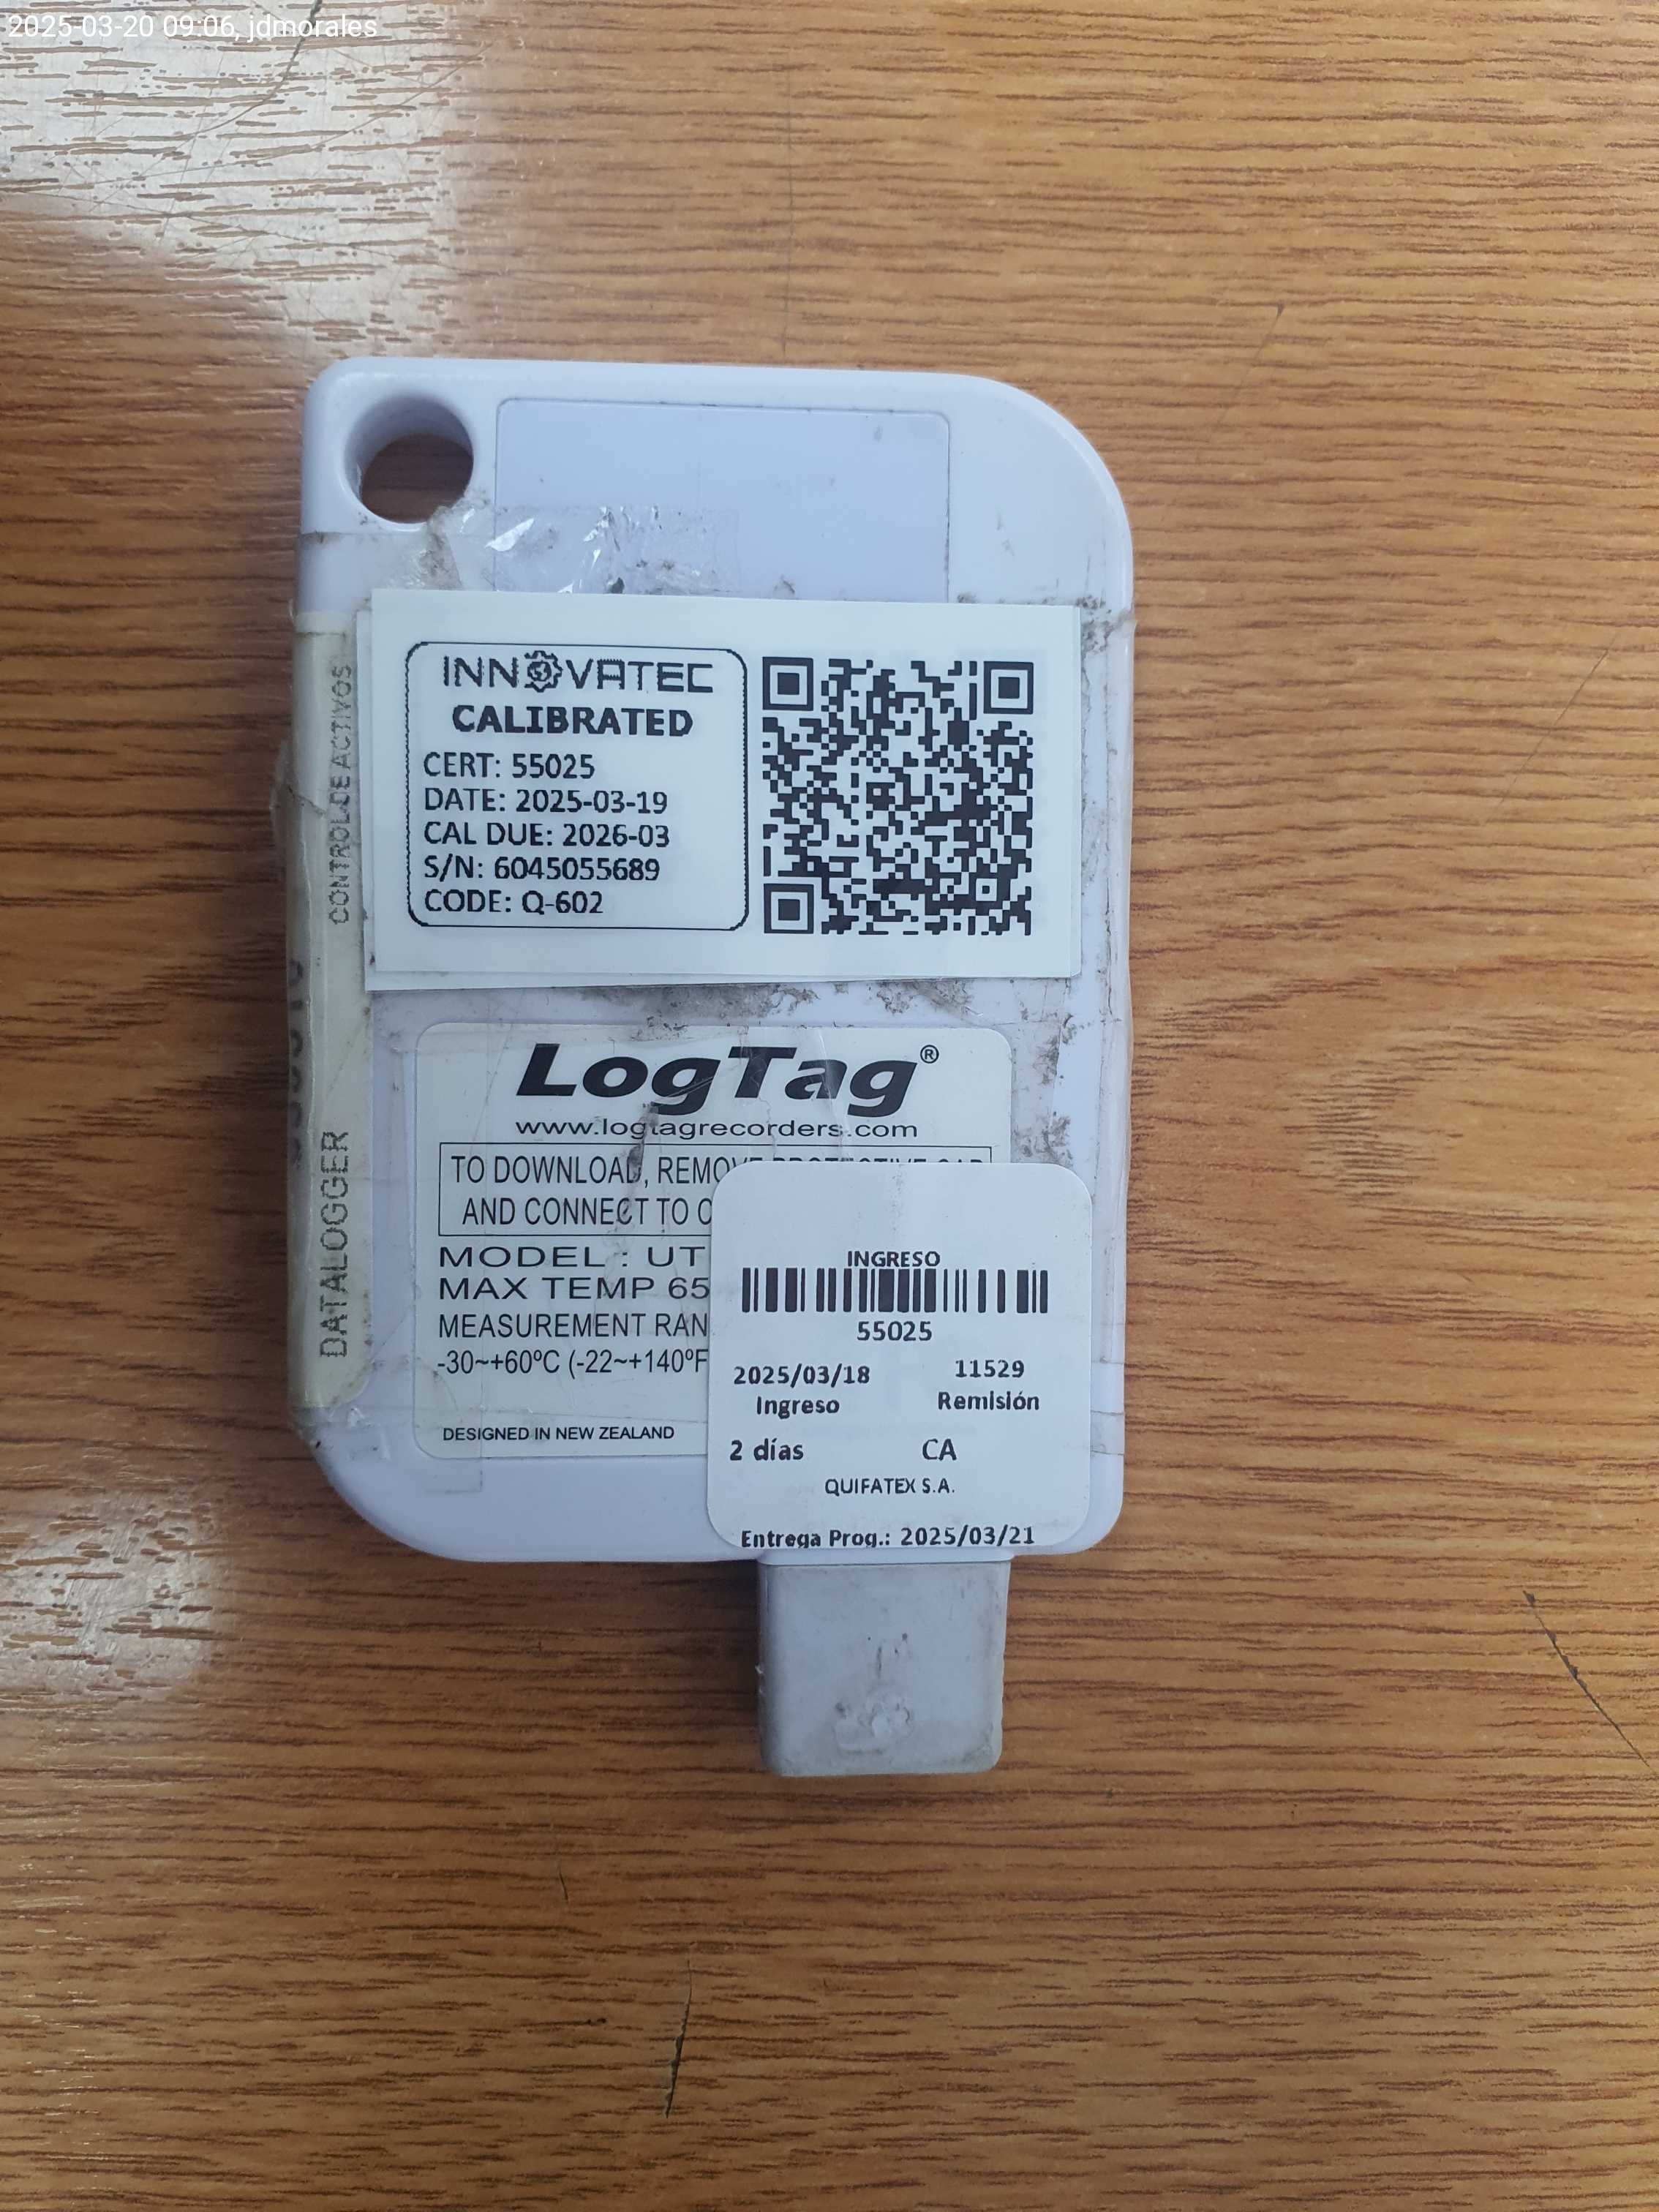 2025-03-20 09:06, jdmorales
INNOVATEC
CALIBRATED
CERT: 55025
DATE: 2025-03-19
CAL DUE: 2026-03
S/N: 6045055689
CODE: Q-602
CONTROL DE ACTIVOS
DATALOGGER
LogTag®
www.logtagrecorders.com
TO DOWNLOAD,
AND CONNECT TO
MODEL : UT
MAX TEMP 65
MEASUREMENT RAN
-30~+60ºC (-22~+140ºF
DESIGNED IN NEW ZEALAND
INGRESO
55025
2025/03/18 11529
Ingreso Remisión
2 días CA
QUIFATEX S.A.
Entrega Prog.: 2025/03/21